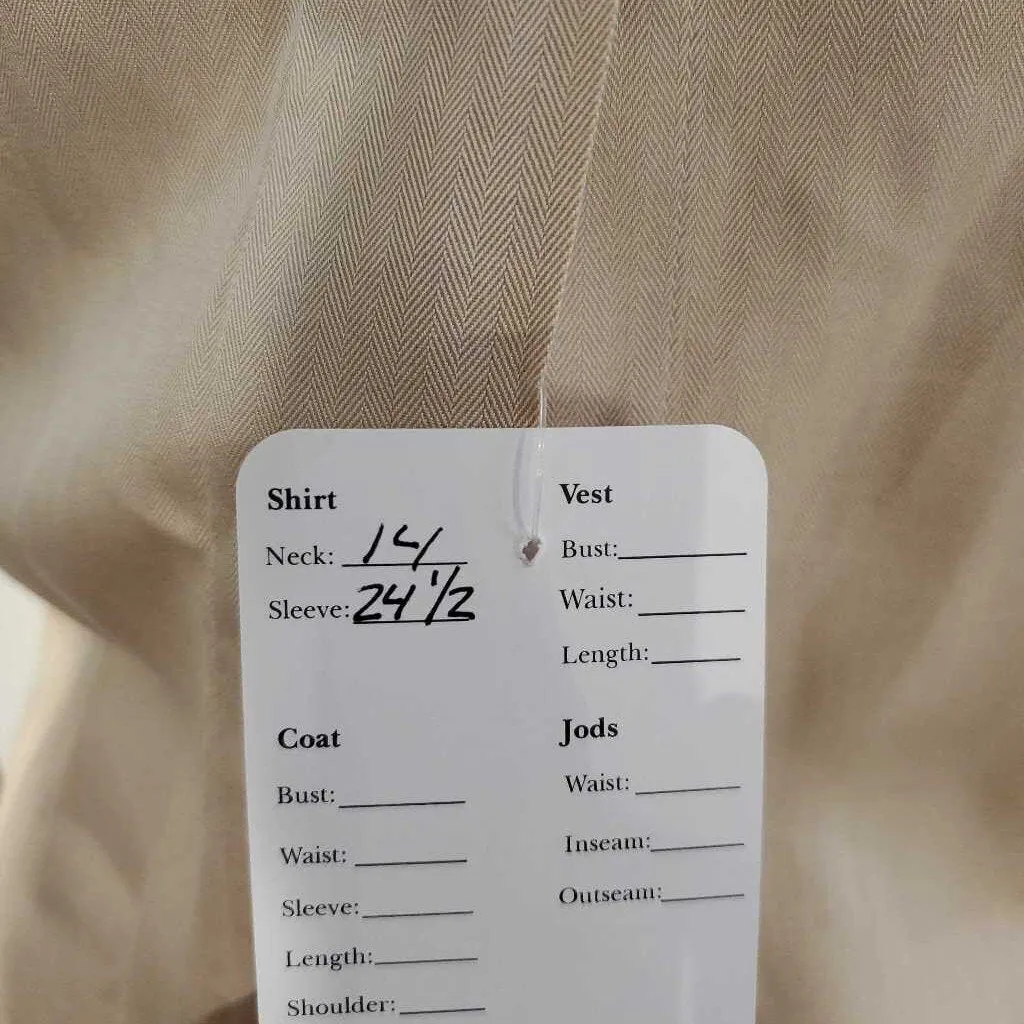 Shirt
Neck: 14
Sleeve: 24 1/2
Coat
Bust:
Waist:
Sleeve:
Length:
Shoulder:
Vest
Bust:
Waist:
Length:
Jods
Waist:
Inseam:
Outseam: